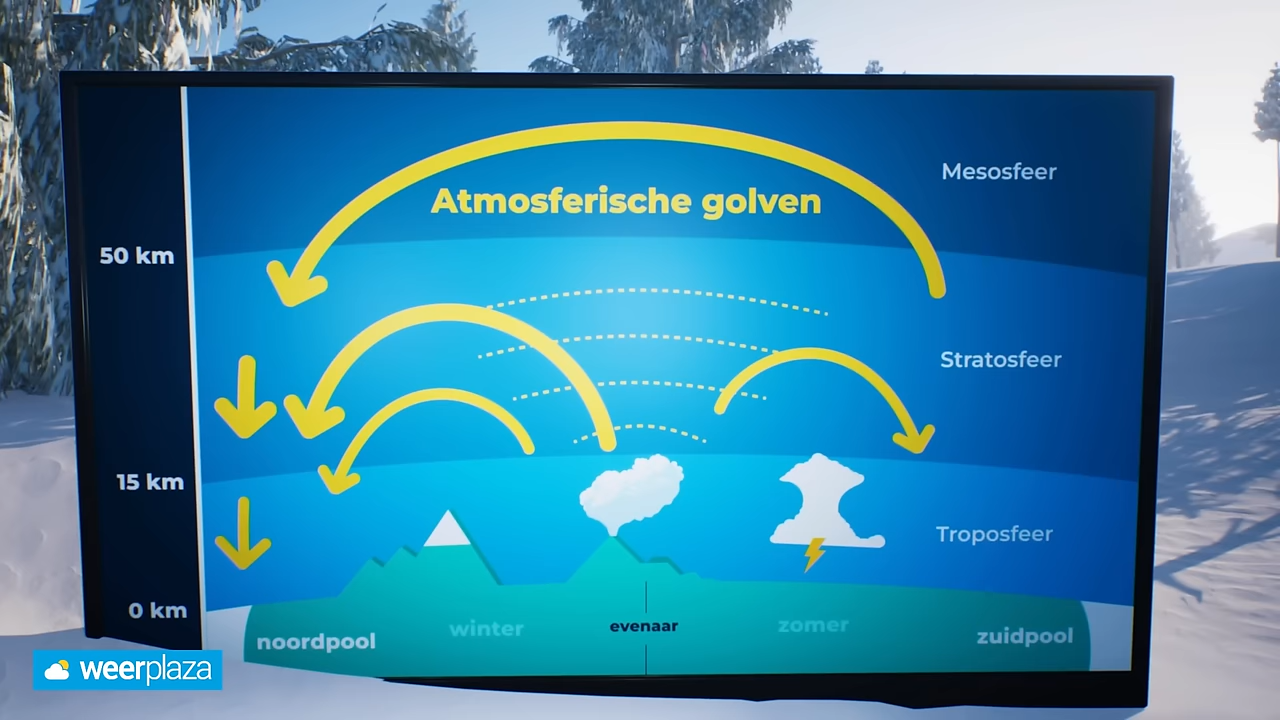 Atmosferische golven
Mesosfeer
50 km
Stratosfeer
15 km
Troposfeer
0 km
noordpool
winter
evenaar
zomer
zuidpool
weerplaza